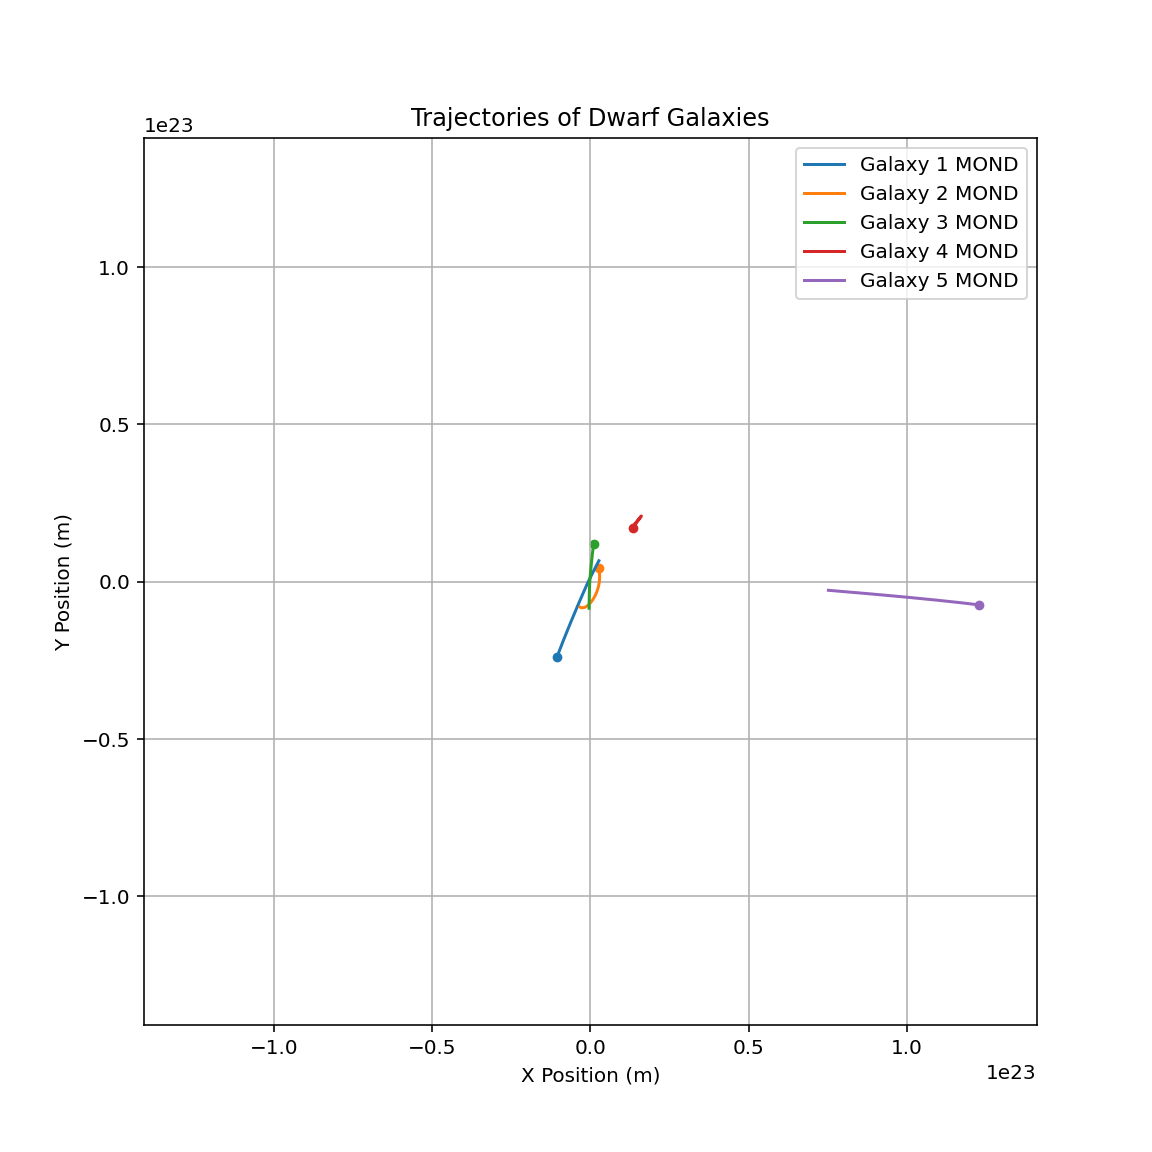 Trajectories of Dwarf Galaxies
1e23
Galaxy 1 MOND
Galaxy 2 MOND
Galaxy 3 MOND
Galaxy 4 MOND
Galaxy 5 MOND
Y Position (m)
1.0
0.5
0.0
−0.5
−1.0
−1.0 −0.5 0.0 0.5 1.0
1e23
X Position (m)